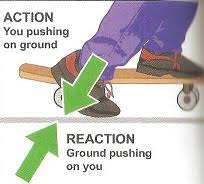 ACTION
You pushing
on ground
REACTION
Ground pushing
on you